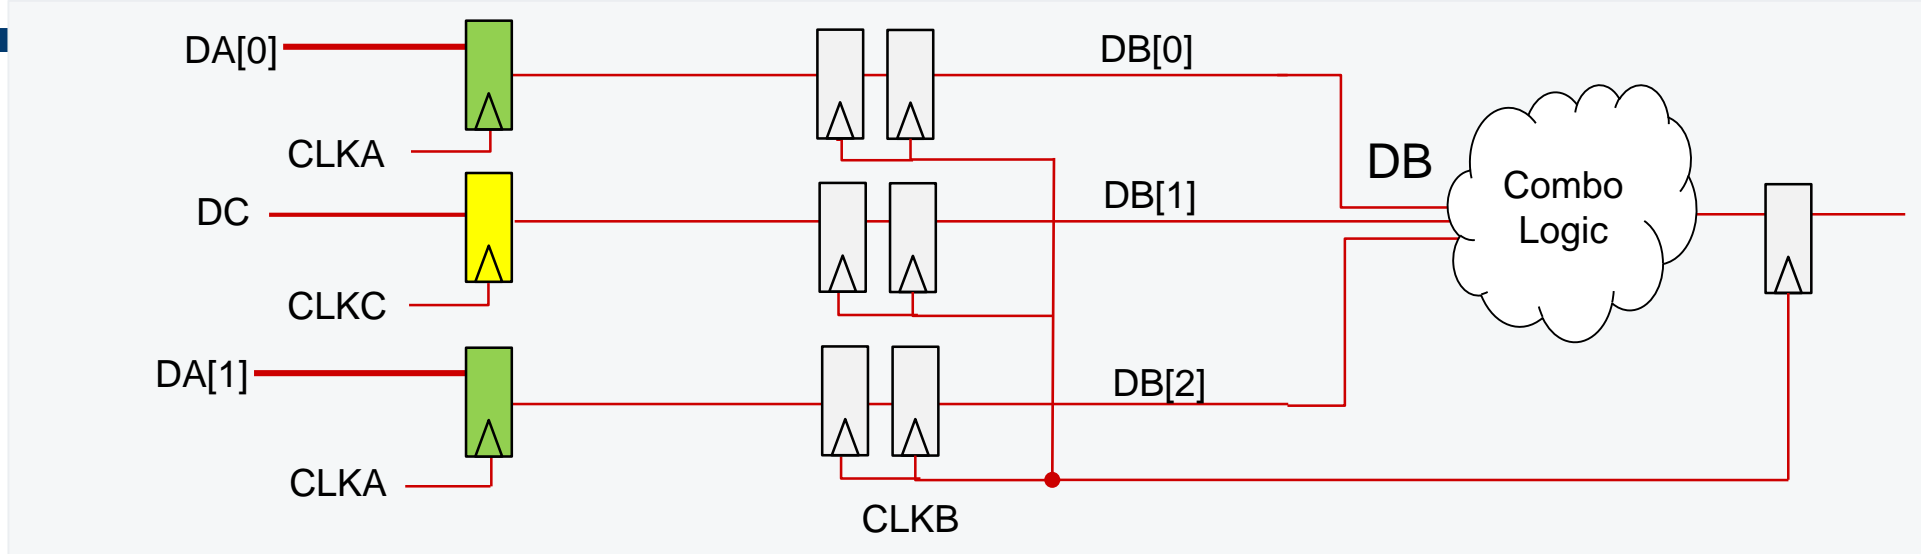 DA[0]
DB[0]
CLKA
DB
DC
DB[1]
Combo
Logic
CLKC
DA[1]
DB[2]
CLKA
CLKB